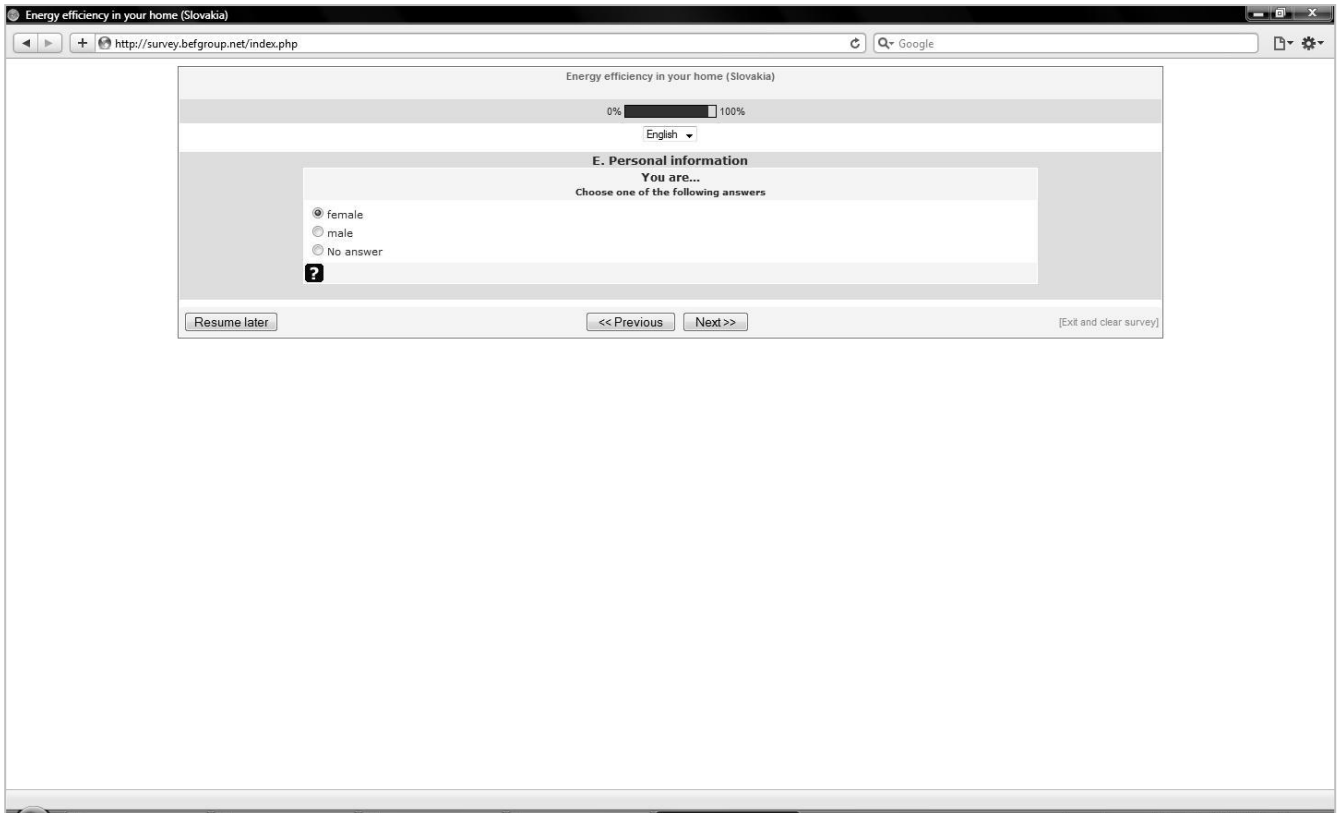 Energy efficiency in your home (Slovakia)
http://survey.befgroup.net/index.php
Google
Energy efficiency in your home (Slovakia)
0% 100%
English
E. Personal information
You are...
Choose one of the following answers
female
male
No answer
?
Resume later
<< Previous
Next >>
[Exit and clear survey]